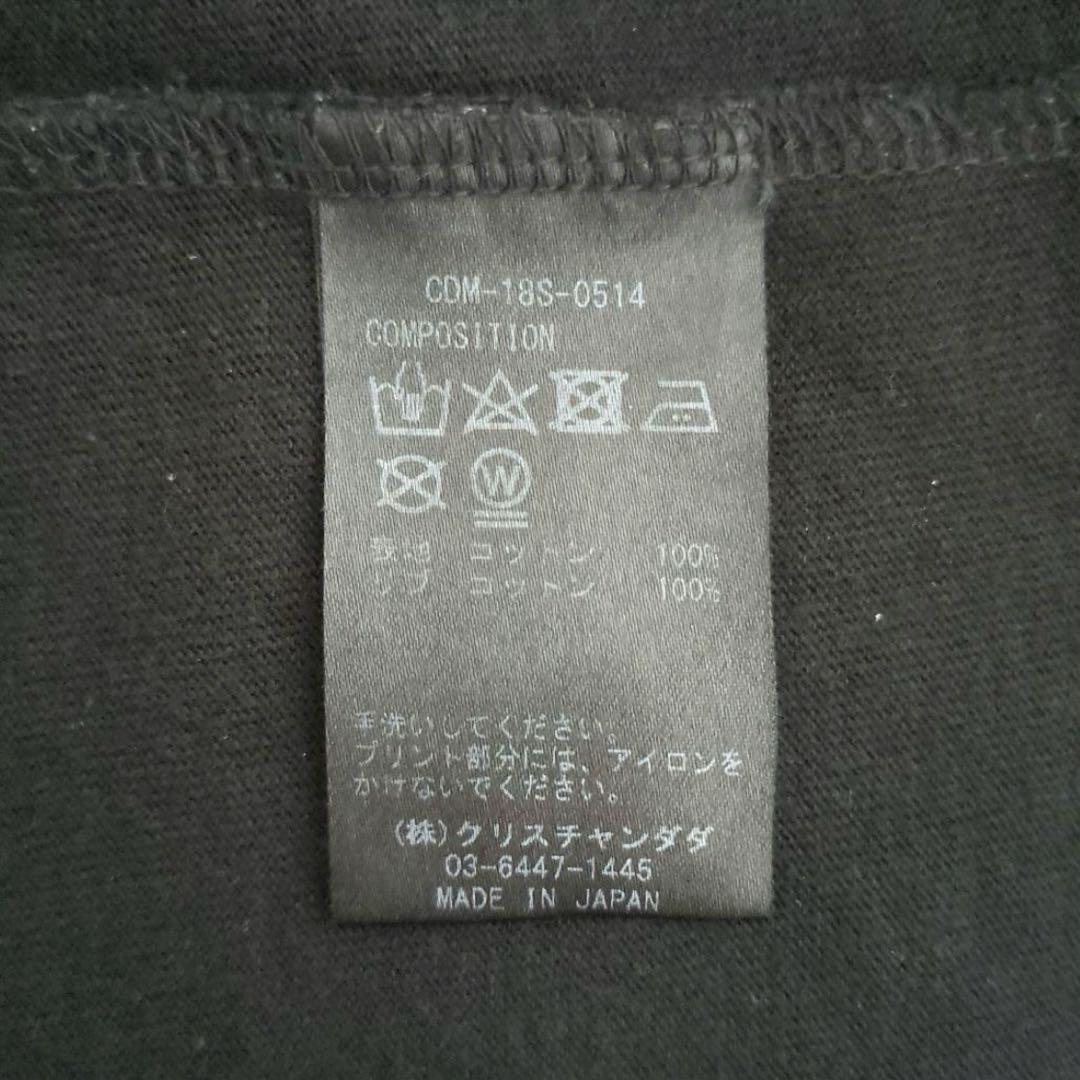 CDM-18S-0514
COMPOSITION
W
表地 コットン 100%
リブ コットン 100%
手洗いしてください。
プリント部分には、アイロンを
かけないでください。
(株)クリスチャンダダ
03-6447-1445
MADE IN JAPAN